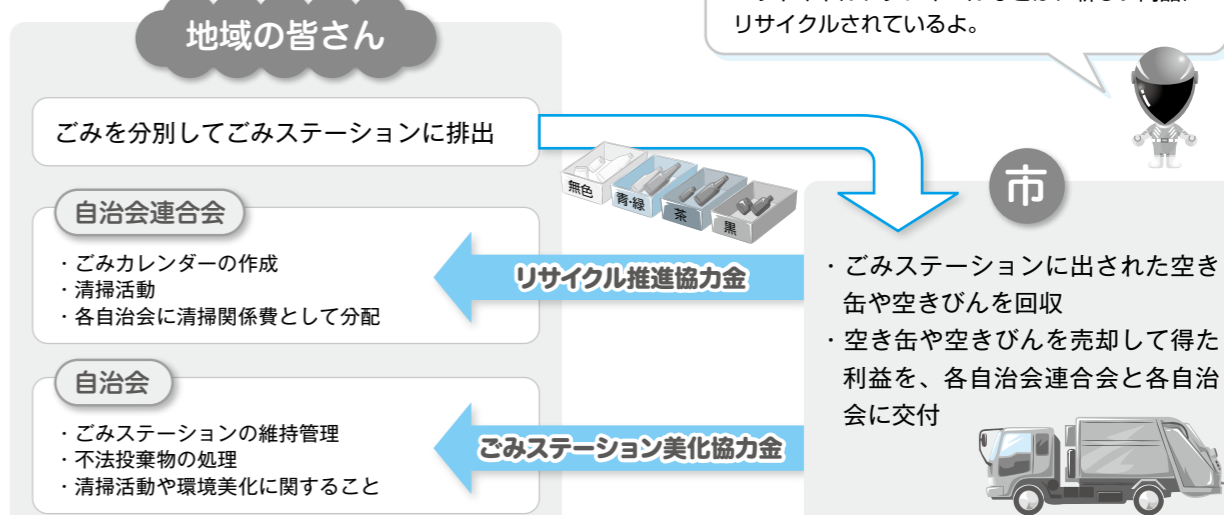 リサイクルされているよ。
地域の皆さん
ごみを分別してごみステーションに排出
無色
青・緑
茶
黒
市
自治会連合会
・ごみカレンダーの作成
・清掃活動
・各自治会に清掃関係費として分配
リサイクル推進協力金
・ごみステーションに出された空き
缶や空きびんを回収
・空き缶や空きびんを売却して得た
利益を、各自治会連合会と各自治
会に交付
自治会
・ごみステーションの維持管理
・不法投棄物の処理
・清掃活動や環境美化に関すること
ごみステーション美化協力金